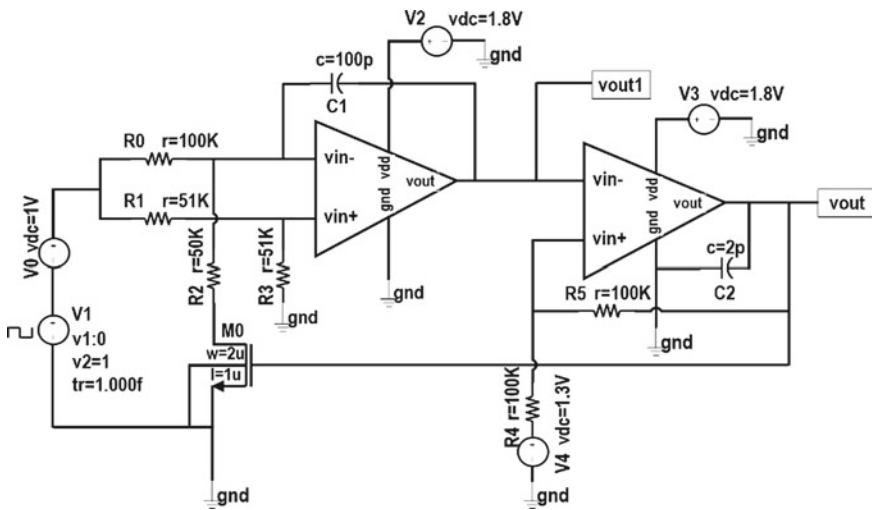 V2 vdc=1.8V
gnd
c=100p
C1
vout1
V3 vdc=1.8V
gnd
R0 r=100K
vin-
vdd
vout
gnd
vin+
R1 r=51K
vin-
vdd
vout
gnd
vin+
vout
V0 vdc=1V
R2 r=50K
R3 r=51K
gnd
gnd
c=2p
C2
R5 r=100K
gnd
V1
v1:0
v2=1
tr=1.000f
M0
w=2u
l=1u
R4 r=100K
V4 vdc=1.3V
gnd
gnd